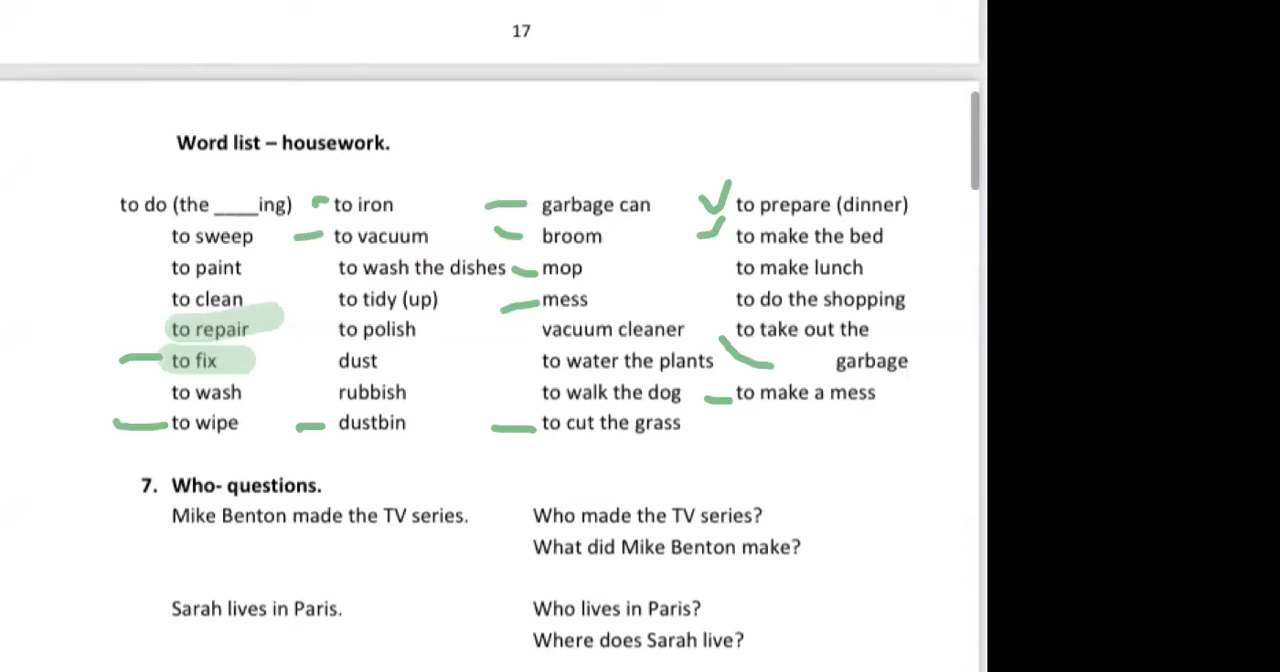 17
Word list – housework.
to do (the ____ing) to iron garbage can to prepare (dinner)
to sweep to vacuum broom to make the bed
to paint to wash the dishes mop to make lunch
to clean to tidy (up) mess to do the shopping
to repair to polish vacuum cleaner to take out the
to fix dust to water the plants garbage
to wash rubbish to walk the dog to make a mess
to wipe dustbin to cut the grass
7. Who- questions.
Mike Benton made the TV series. Who made the TV series?
What did Mike Benton make?
Sarah lives in Paris. Who lives in Paris?
Where does Sarah live?